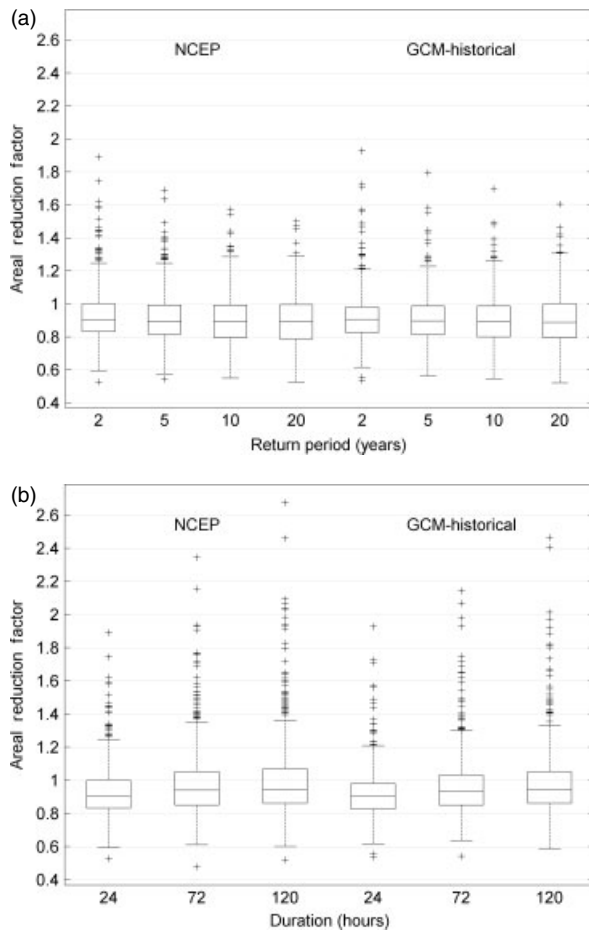 (a)
NCEP GCM-historical
Areal reduction factor
2.6
2.4
2.2
2
1.8
1.6
1.4
1.2
1
0.8
0.6
0.4
2 5 10 20 2 5 10 20
Return period (years)
(b)
NCEP GCM-historical
Areal reduction factor
2.6
2.4
2.2
2
1.8
1.6
1.4
1.2
1
0.8
0.6
0.4
24 72 120 24 72 120
Duration (hours)